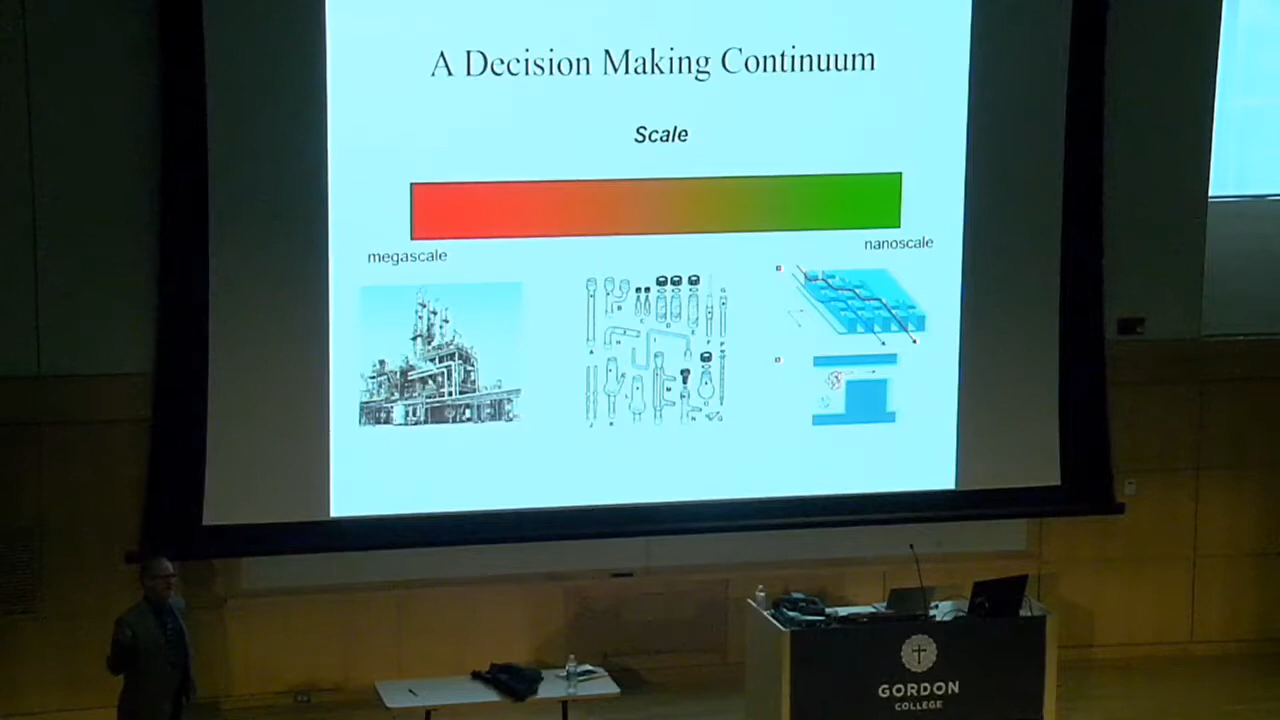 A Decision Making Continuum
Scale
megascale
nanoscale
GORDON
COLLEGE